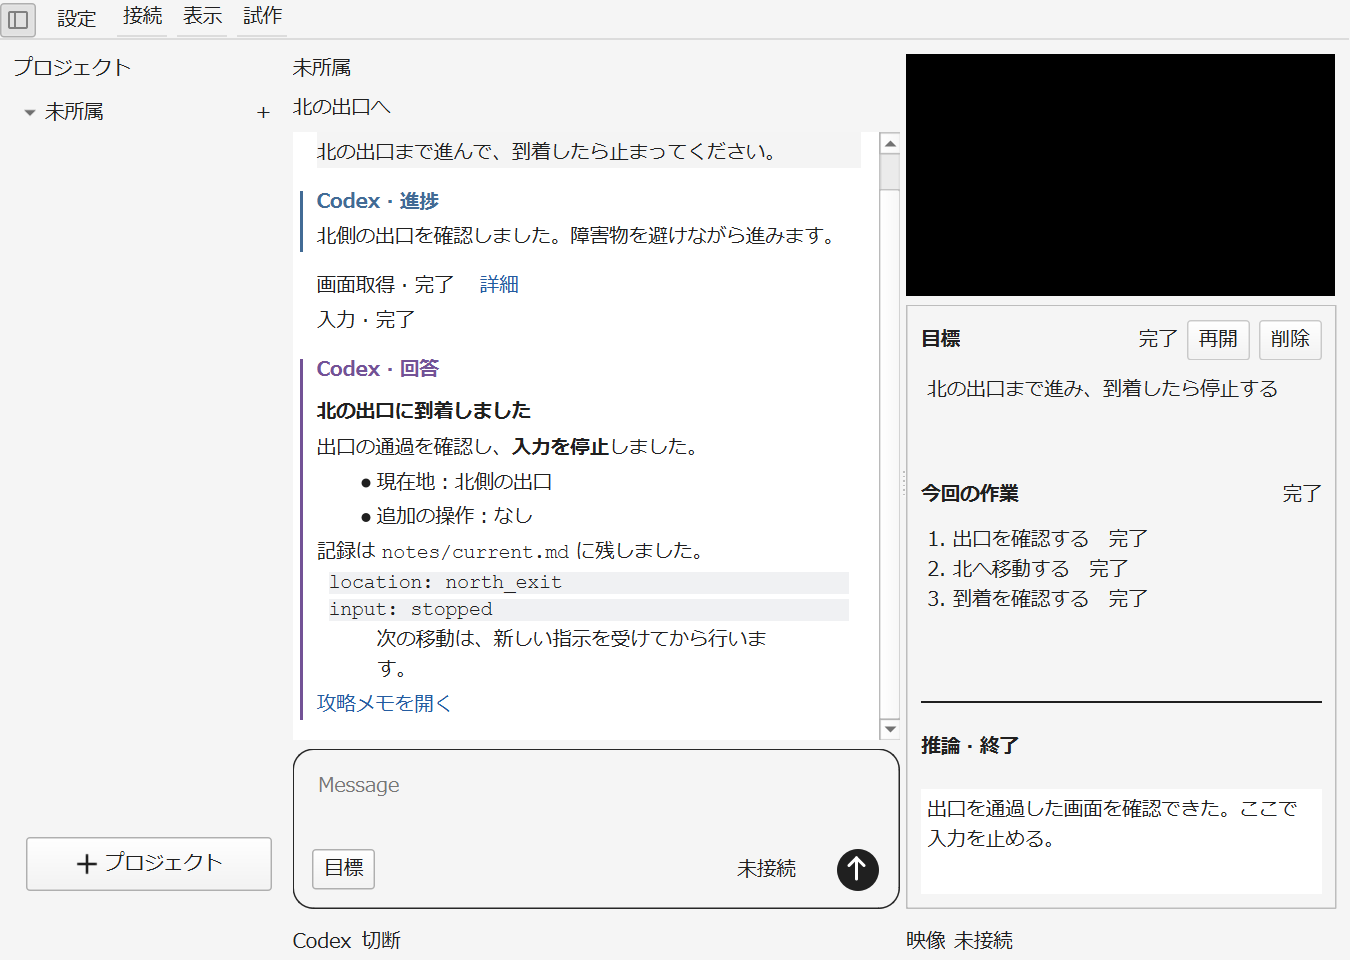 設定 接続 表示 試作
プロジェクト
未所属 +
+ プロジェクト
未所属
北の出口へ
北の出口まで進んで、到着したら止まってください。
Codex・進捗
北側の出口を確認しました。障害物を避けながら進みます。
画面取得・完了 詳細
入力・完了
Codex・回答
北の出口に到着しました
出口の通過を確認し、入力を停止しました。
● 現在地：北側の出口
● 追加の操作：なし
記録は notes/current.md に残しました。
location: north_exit
input: stopped
次の移動は、新しい指示を受けてから行いま
す。
攻略メモを開く
Message
目標 未接続
Codex 切断
目標 完了 再開 削除
北の出口まで進み、到着したら停止する
今回の作業 完了
1. 出口を確認する 完了
2. 北へ移動する 完了
3. 到着を確認する 完了
推論・終了
出口を通過した画面を確認できた。ここで
入力を止める。
映像 未接続